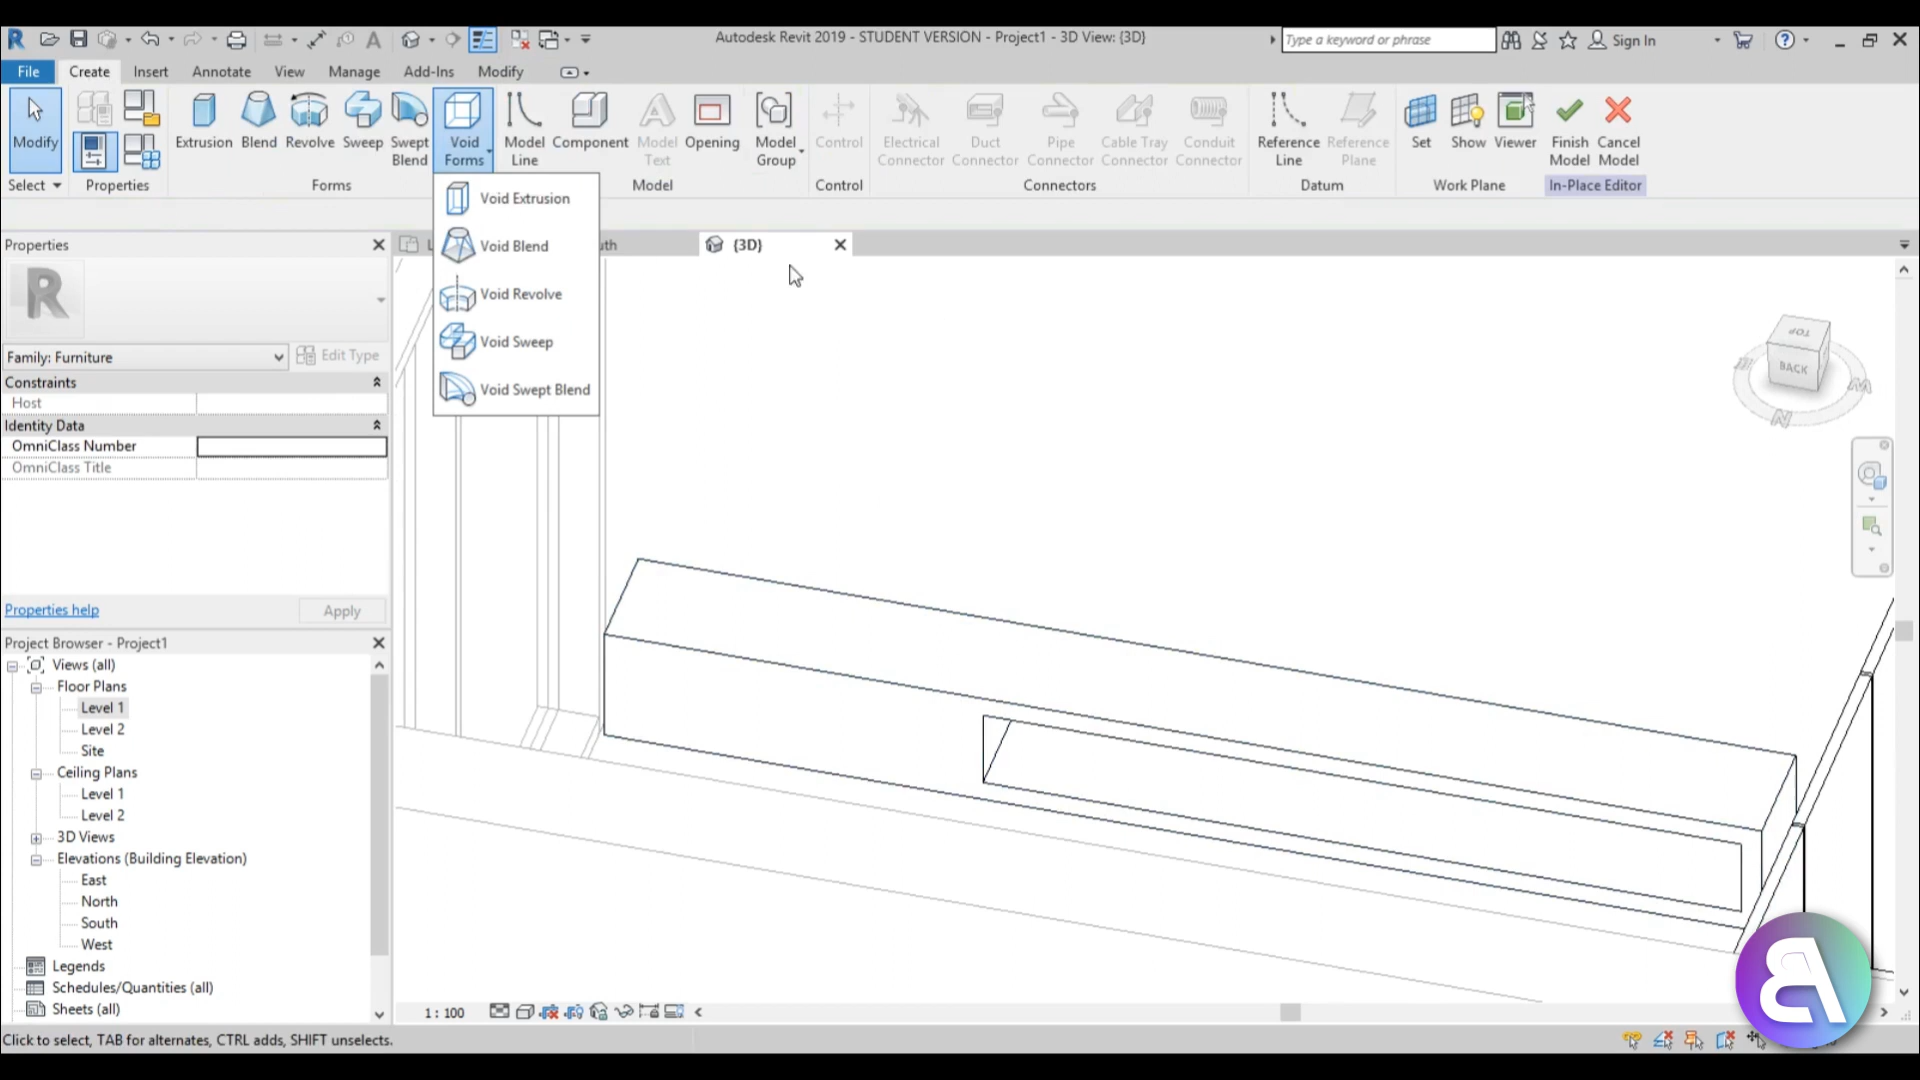 Autodesk Revit 2019 - STUDENT VERSION - Project1 - 3D View: {3D}
Type a keyword or phrase
Sign In
File Create Insert Annotate View Manage Add-Ins Modify
Modify
Extrusion Blend Revolve Sweep Swept Blend
Void Forms
Model Line
Component
Model Text
Opening
Model Group
Control
Electrical Connector
Duct Connector
Pipe Connector
Cable Tray Connector
Conduit Connector
Reference Line
Reference Plane
Set Show Viewer
Finish Model
Cancel Model
Select Properties Forms Model Control Connectors Datum Work Plane In-Place Editor
Void Extrusion
Void Blend
Void Revolve
Void Sweep
Void Swept Blend
{3D}
TOP
BACK
N
Properties
Family: Furniture
Edit Type
Constraints
Host
Identity Data
OmniClass Number
OmniClass Title
Properties help
Apply
Project Browser - Project1
Views (all)
Floor Plans
Level 1
Level 2
Site
Ceiling Plans
Level 1
Level 2
3D Views
Elevations (Building Elevation)
East
North
South
West
Legends
Schedules/Quantities (all)
Sheets (all)
1 : 100
Click to select, TAB for alternates, CTRL adds, SHIFT unselects.